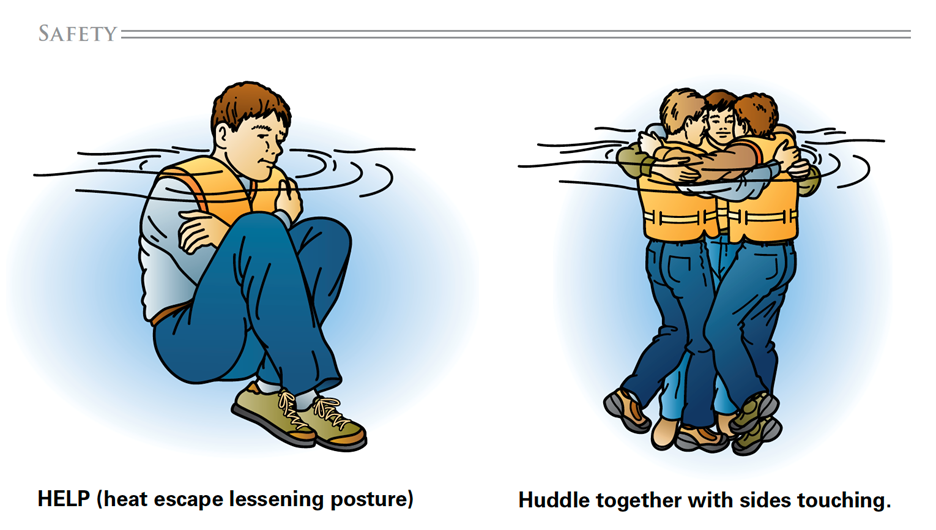 SAFETY
HELP (heat escape lessening posture)
Huddle together with sides touching.